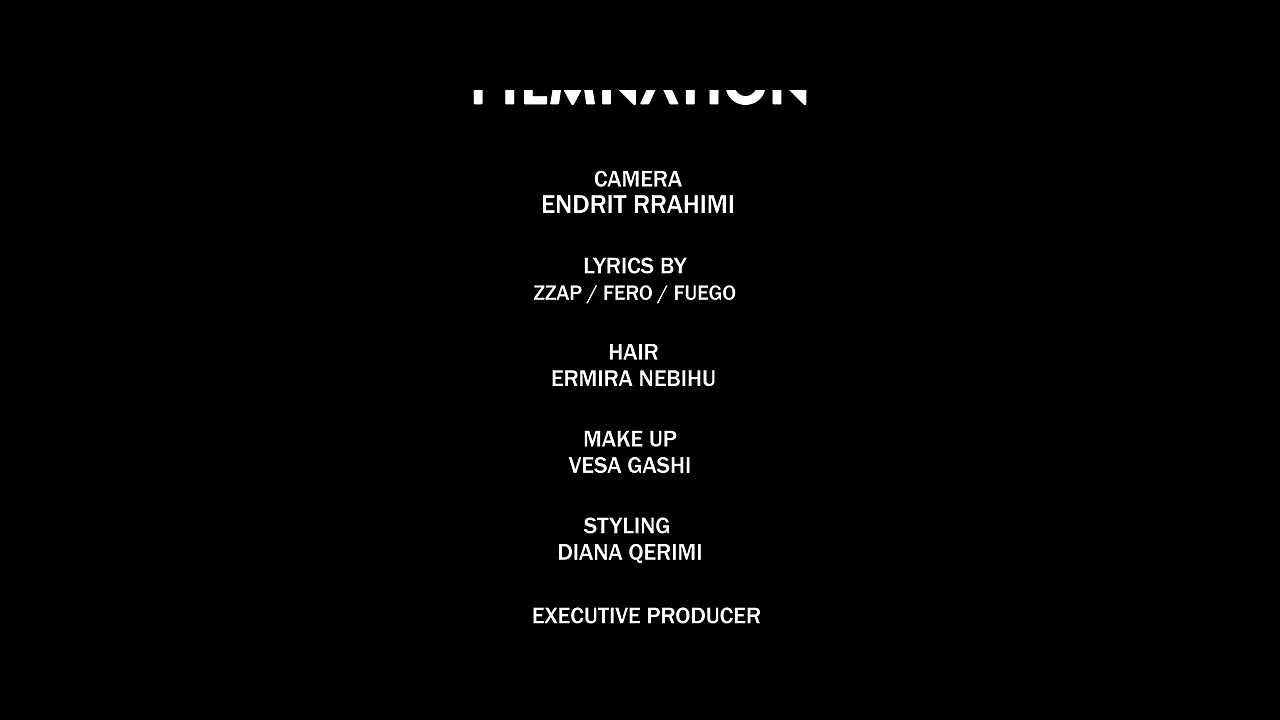 FILMNATION
CAMERA
ENDRIT RRAHIMI
LYRICS BY
ZZAP / FERO / FUEGO
HAIR
ERMIRA NEBIHU
MAKE UP
VESA GASHI
STYLING
DIANA QERIMI
EXECUTIVE PRODUCER